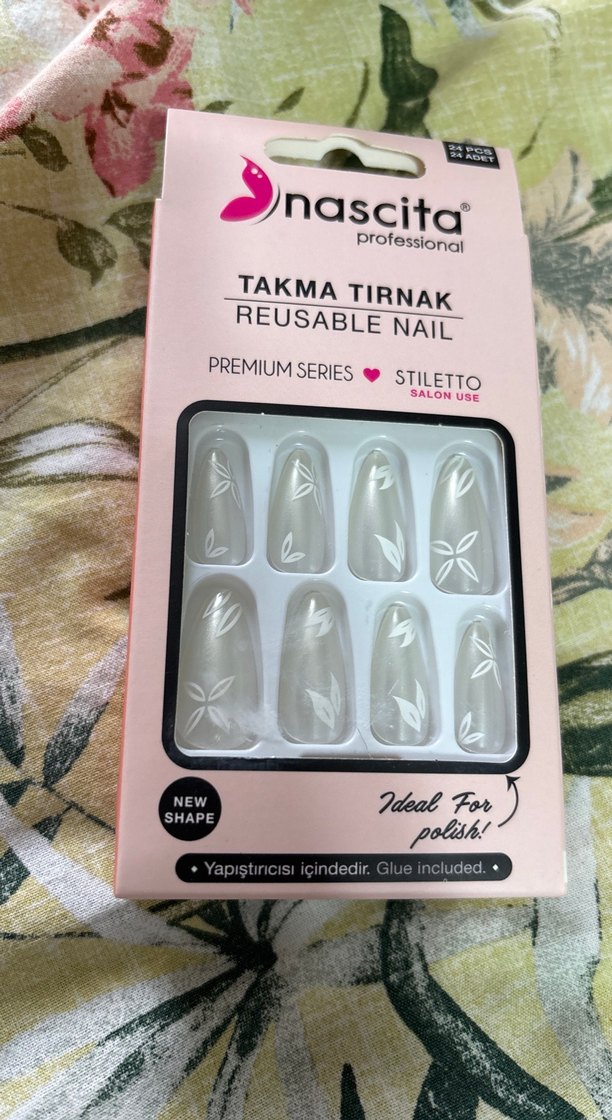 24 PCS
24 ADET
nascita®
professional
TAKMA TIRNAK
REUSABLE NAIL
PREMIUM SERIES STILETTO
SALON USE
NEW
SHAPE
Ideal For
polish!
Yapıştırıcısı içindedir. Glue included.